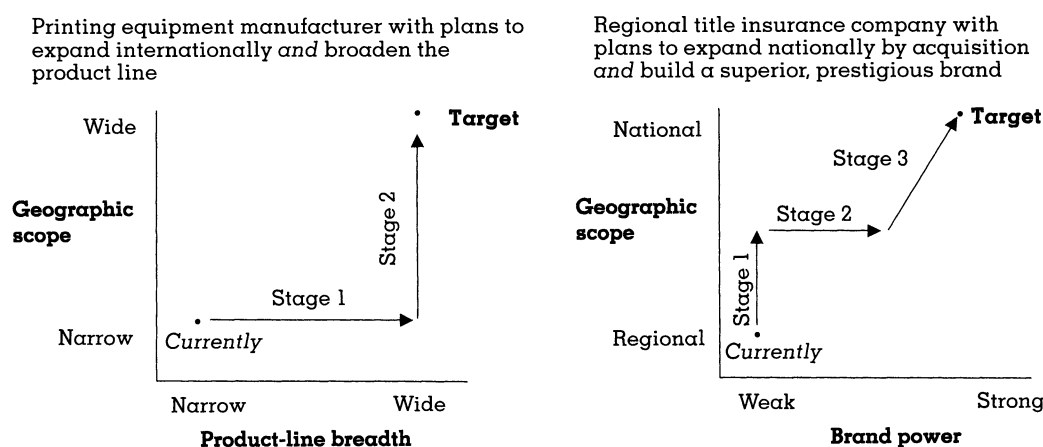 Printing equipment manufacturer with plans to
expand internationally and broaden the
product line
Wide
Target
Geographic
scope
Stage 2
Stage 1
Narrow
Currently
Narrow
Wide
Product-line breadth
Regional title insurance company with
plans to expand nationally by acquisition
and build a superior, prestigious brand
National
Target
Stage 3
Geographic
scope
Stage 2
Stage 1
Regional
Currently
Weak
Strong
Brand power